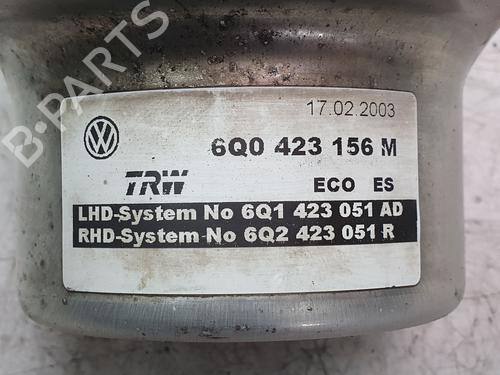 B-PARTS
17.02.2003
6Q0 423 156 M
TRW
ECO ES
LHD-System No 6Q1 423 051 AD
RHD-System No 6Q2 423 051 R